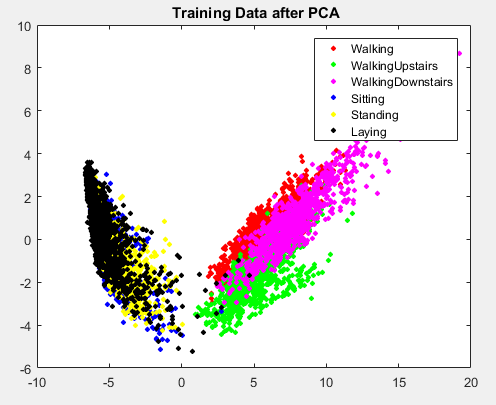 Training Data after PCA
10
8
6
4
2
0
-2
-4
-6
-10
-5
0
5
10
15
20
Walking
WalkingUpstairs
WalkingDownstairs
Sitting
Standing
Laying